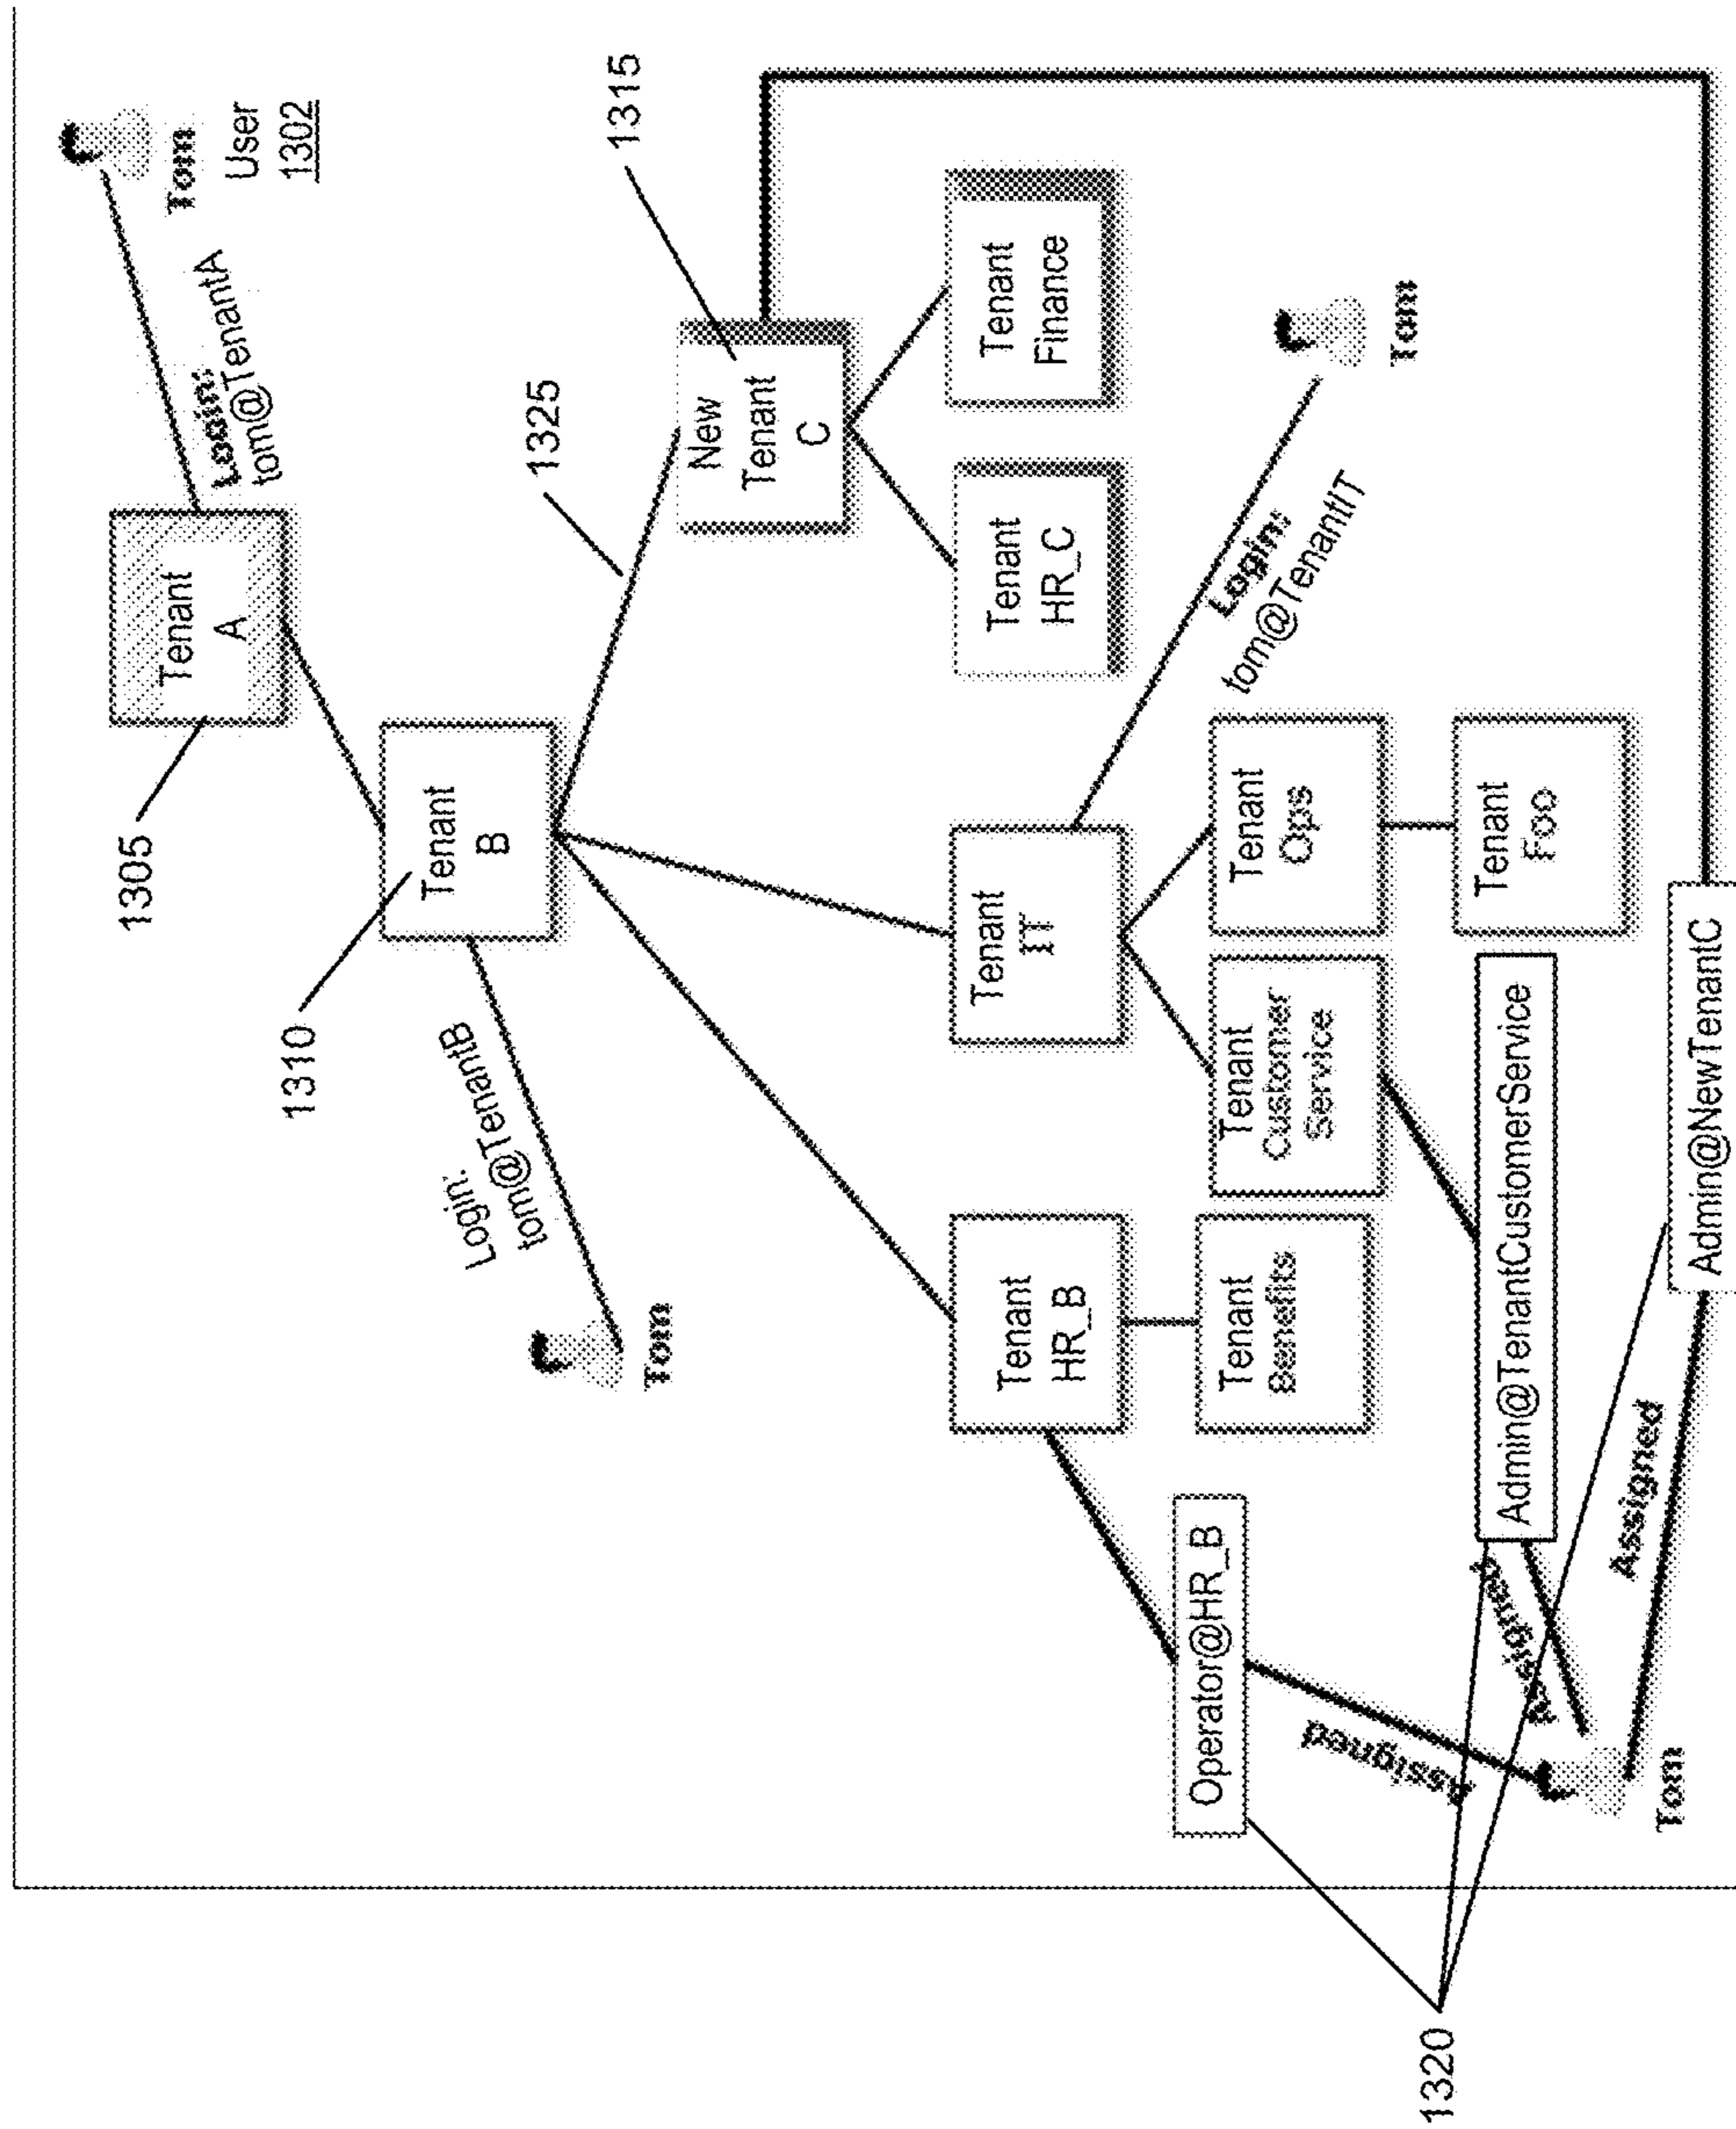 1305
Tenant
A
Login:
tom@TenantA
Tom
User
1302
1310
Tenant
B
Login:
tom@TenantB
Tom
1325
New
Tenant
C
1315
Tenant
HR_B
Tenant
IT
Tenant
HR_C
Tenant
Finance
Login:
tom@TenantIT
Tom
Operator@HR_B
Tenant
Benefits
Tenant
Customer
Service
Tenant
Ops
Tenant
Foo
Assigned
Assigned
Admin@TenantCustomerService
Tom
Assigned
Admin@NewTenantC
1320